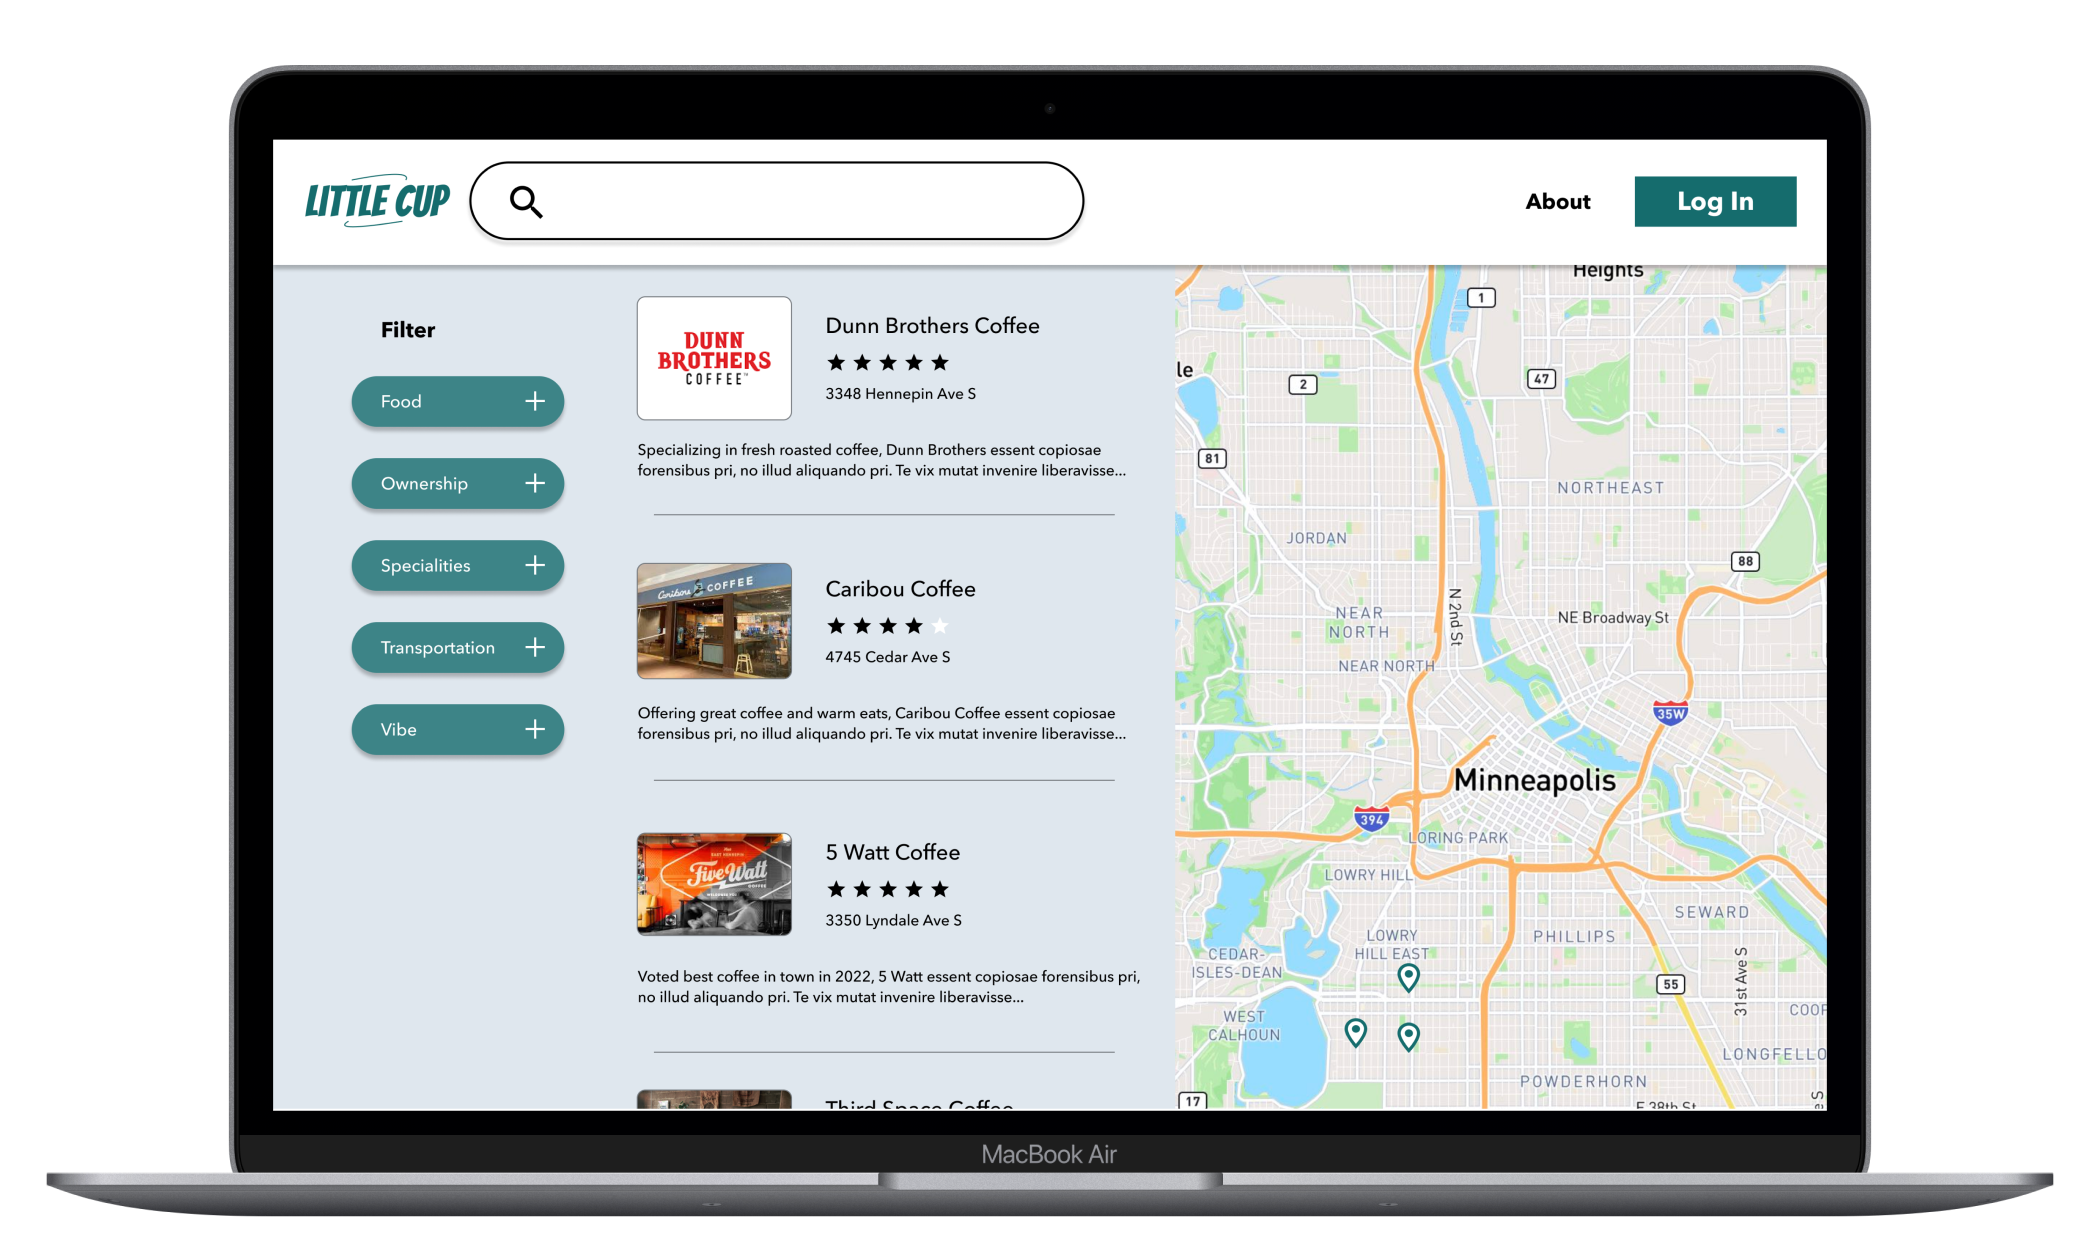 LITTLE CUP
About
Log In
Filter
Food
Ownership
Specialities
Transportation
Vibe
DUNN
BROTHERS
COFFEE™
Dunn Brothers Coffee
3348 Hennepin Ave S
Specializing in fresh roasted coffee, Dunn Brothers essent copiosae
forensibus pri, no illud aliquando pri. Te vix mutat invenire liberavisse...
Caribou COFFEE
Caribou Coffee
4745 Cedar Ave S
Offering great coffee and warm eats, Caribou Coffee essent copiosae
forensibus pri, no illud aliquando pri. Te vix mutat invenire liberavisse...
Five Watt
COFFEE
5 Watt Coffee
3350 Lyndale Ave S
Voted best coffee in town in 2022, 5 Watt essent copiosae forensibus pri,
no illud aliquando pri. Te vix mutat invenire liberavisse...
Third Space Coffee
Heights
1
le
2
47
81
NORTHEAST
JORDAN
88
NEAR
NORTH
N 2nd St
NE Broadway St
NEAR NORTH
35W
Minneapolis
394
LORING PARK
LOWRY HILL
SEWARD
LOWRY
HILL EAST
PHILLIPS
CEDAR-
ISLES-DEAN
55
31st Ave S
WEST
CALHOUN
COOP
LONGFELLO
POWDERHORN
17
E 38th St
e S
MacBook Air